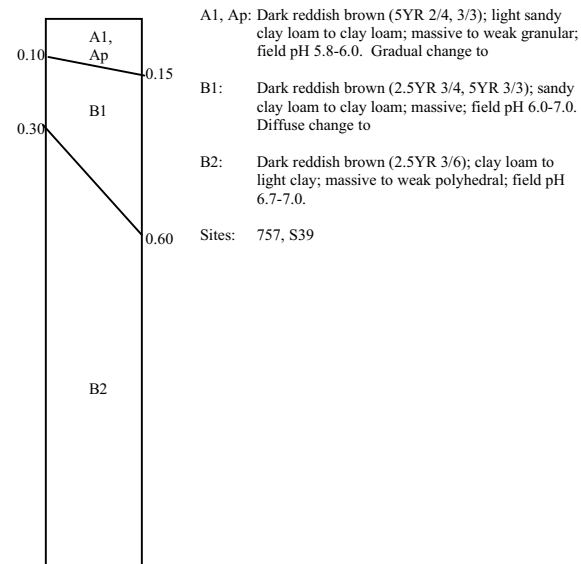 A1,
Ap
0.10
0.15
B1
0.30
0.60
B2
A1, Ap: Dark reddish brown (5YR 2/4, 3/3); light sandy
clay loam to clay loam; massive to weak granular;
field pH 5.8-6.0. Gradual change to
B1: Dark reddish brown (2.5YR 3/4, 5YR 3/3); sandy
clay loam to clay loam; massive; field pH 6.0-7.0.
Diffuse change to
B2: Dark reddish brown (2.5YR 3/6); clay loam to
light clay; massive to weak polyhedral; field pH
6.7-7.0.
Sites: 757, S39